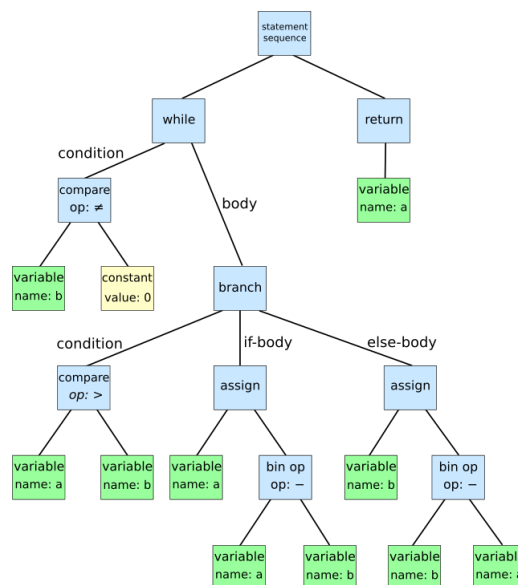 statement
sequence
while
return
condition
body
compare
op: ≠
variable
name: a
variable
name: b
constant
value: 0
branch
condition
if-body
else-body
compare
op: >
assign
assign
variable
name: a
variable
name: b
variable
name: a
bin op
op: −
variable
name: b
bin op
op: −
variable
name: a
variable
name: b
variable
name: b
name: